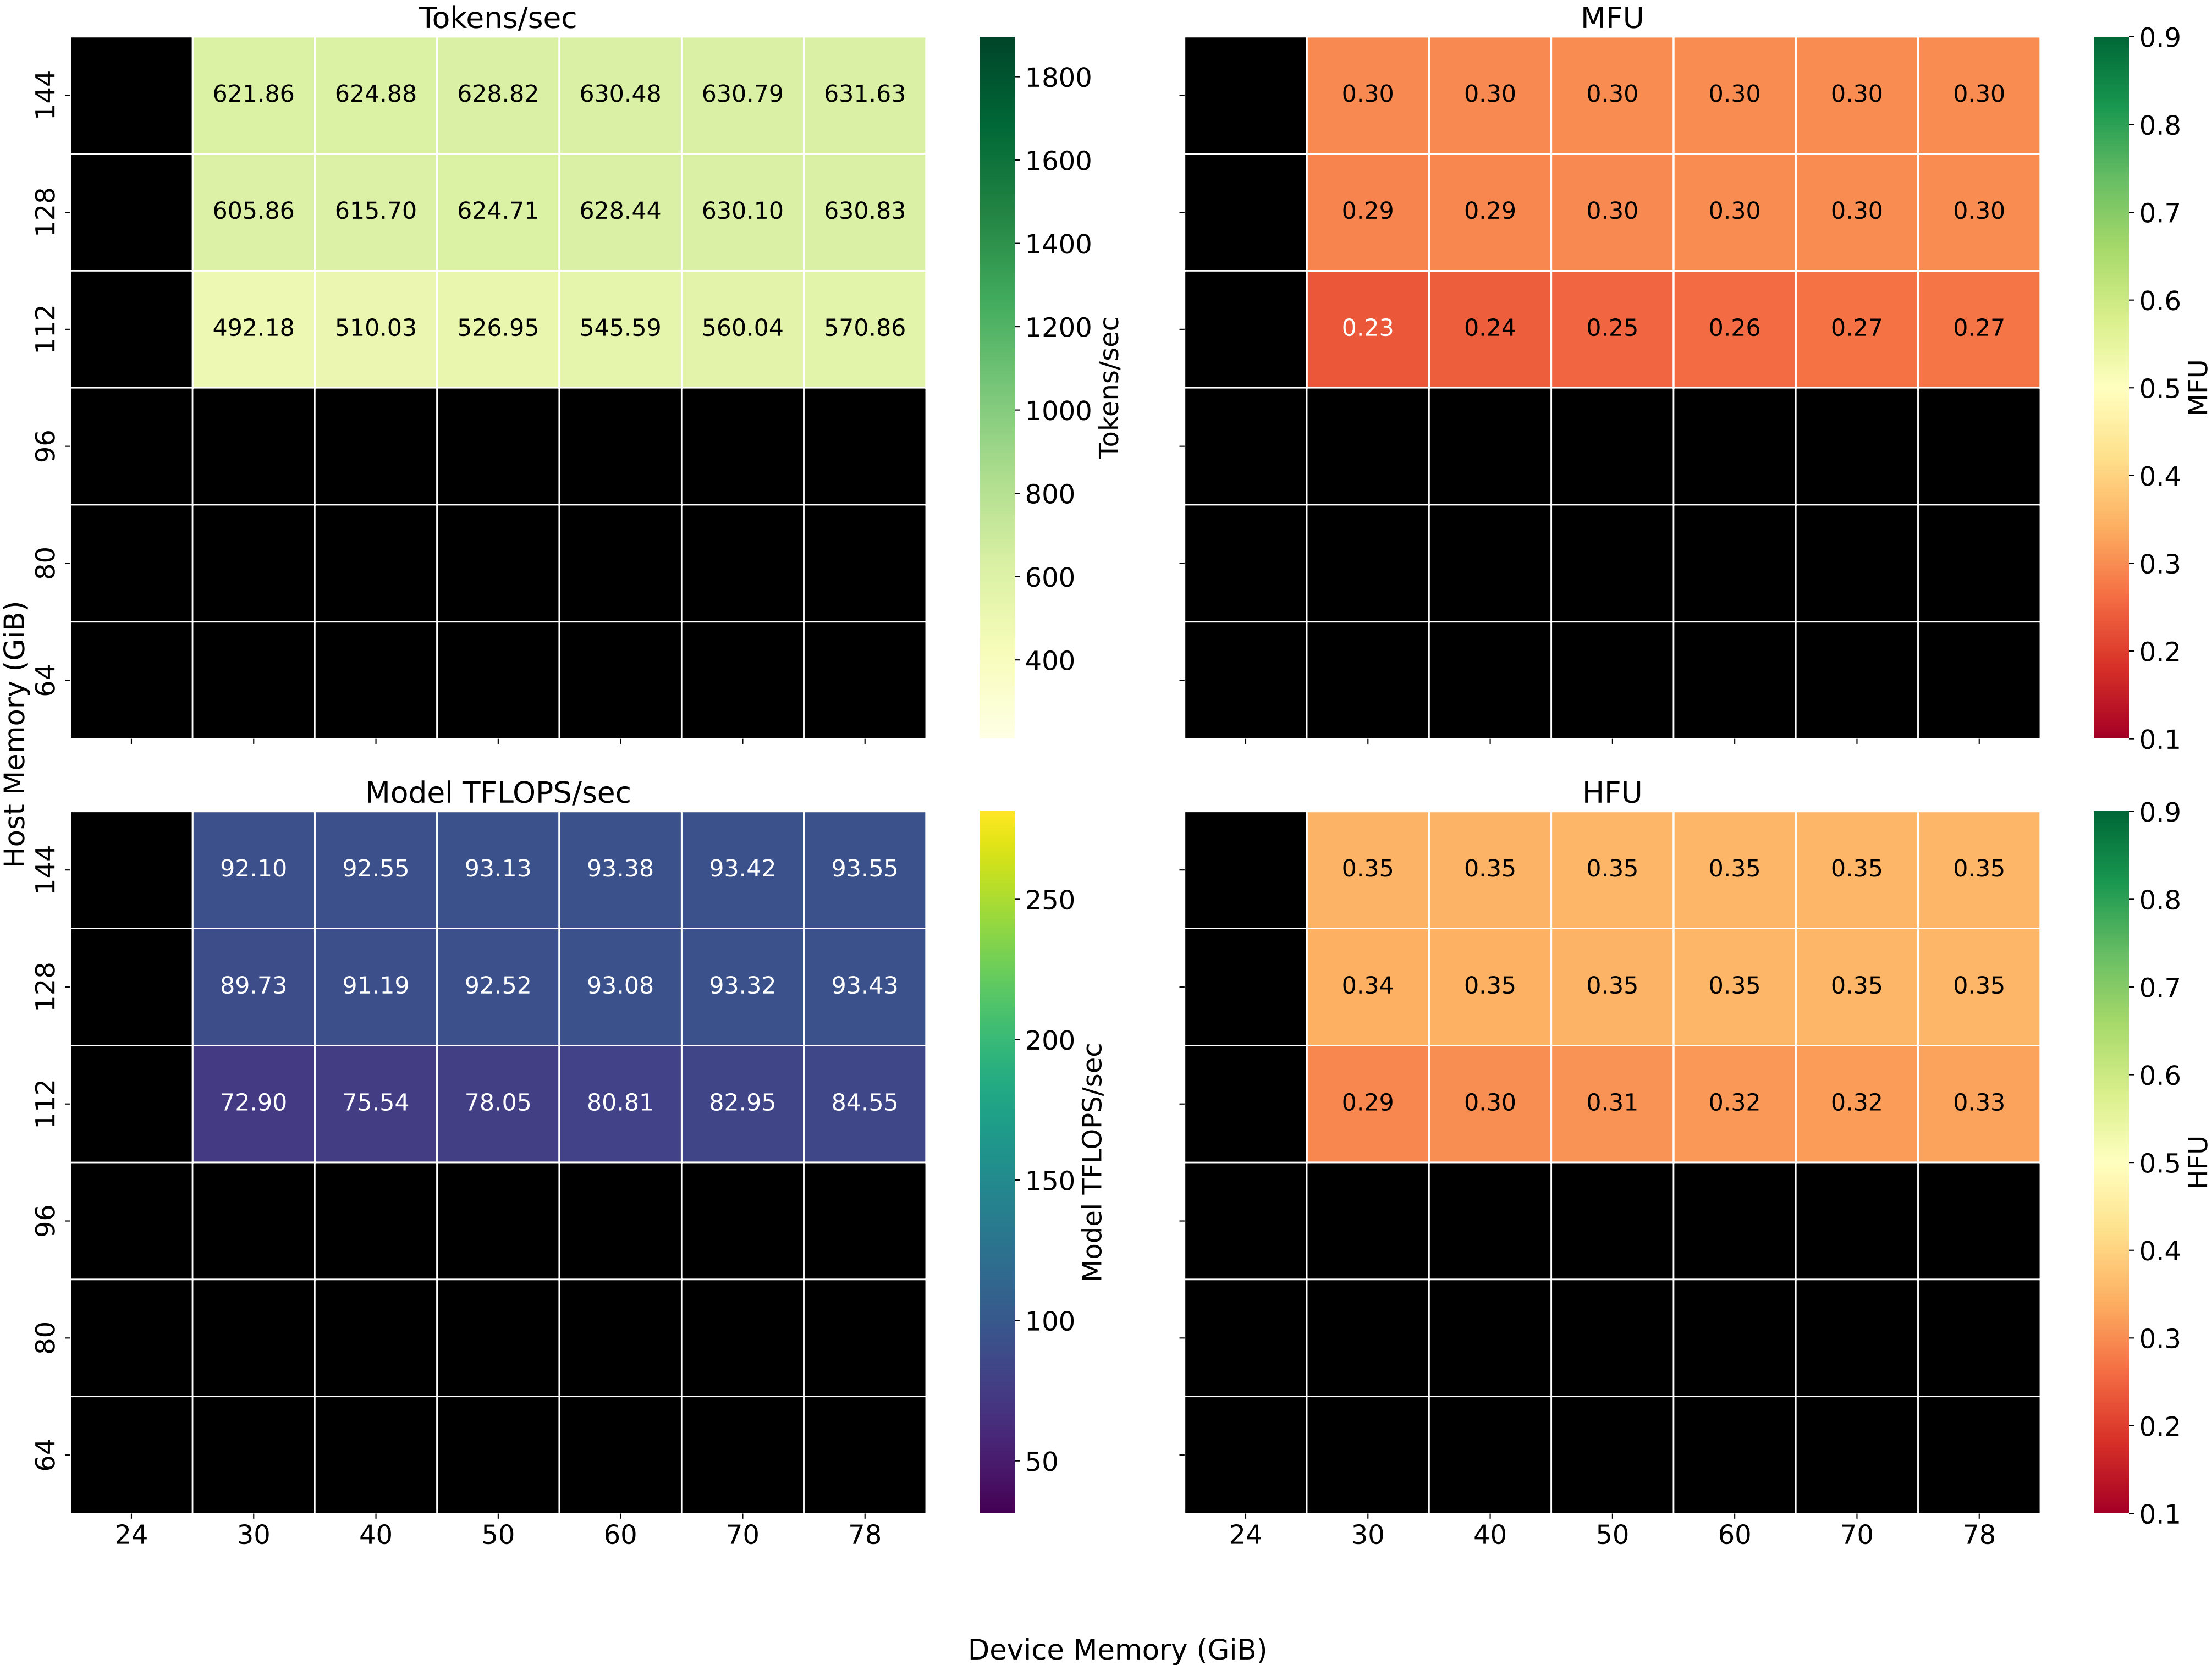 Tokens/sec
144 621.86 624.88 628.82 630.48 630.79 631.63
128 605.86 615.70 624.71 628.44 630.10 630.83
112 492.18 510.03 526.95 545.59 560.04 570.86
96
80
64
1800
1600
1400
1200
1000
800
600
400
Tokens/sec
MFU
0.30 0.30 0.30 0.30 0.30 0.30
0.29 0.29 0.30 0.30 0.30 0.30
0.23 0.24 0.25 0.26 0.27 0.27
0.9
0.8
0.7
0.6
0.5
0.4
0.3
0.2
0.1
MFU
Host Memory (GiB)
Model TFLOPS/sec
144 92.10 92.55 93.13 93.38 93.42 93.55
128 89.73 91.19 92.52 93.08 93.32 93.43
112 72.90 75.54 78.05 80.81 82.95 84.55
96
80
64
24 30 40 50 60 70 78
250
200
150
100
50
Model TFLOPS/sec
HFU
0.35 0.35 0.35 0.35 0.35 0.35
0.34 0.35 0.35 0.35 0.35 0.35
0.29 0.30 0.31 0.32 0.32 0.33
24 30 40 50 60 70 78
0.9
0.8
0.7
0.6
0.5
0.4
0.3
0.2
0.1
HFU
Device Memory (GiB)